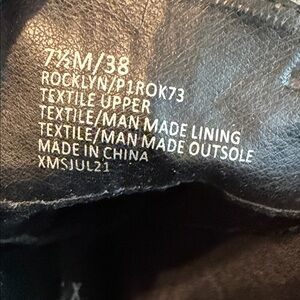 7½M/38
ROCKLYN/P1ROK73
TEXTILE UPPER
TEXTILE/MAN MADE LINING
TEXTILE/MAN MADE OUTSOLE
MADE IN CHINA
XMSJUL21